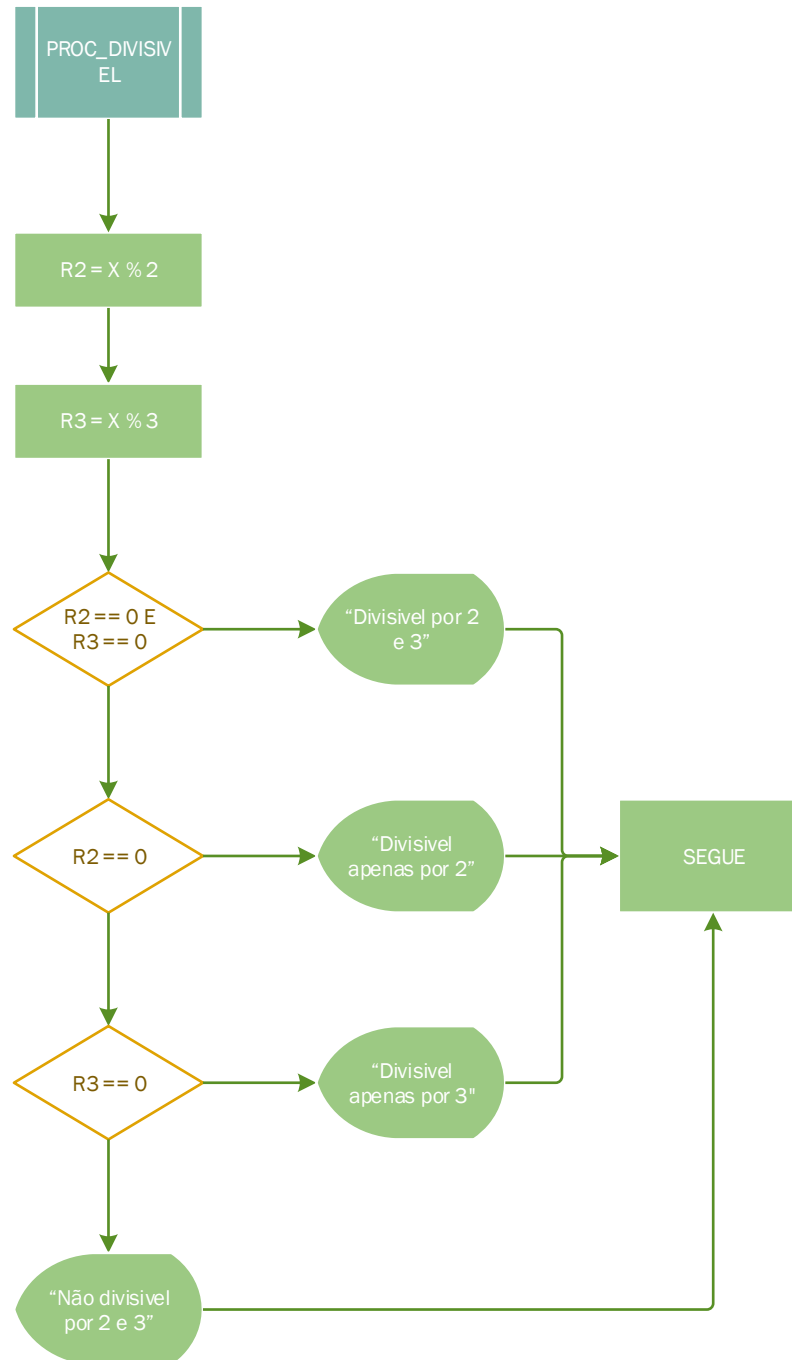 PROC_DIVISIV
EL
R2 = X % 2
R3 = X % 3
R2 == 0 E
R3 == 0
“Divisivel por 2
e 3”
R2 == 0
“Divisivel
apenas por 2”
SEGUE
R3 == 0
“Divisivel
apenas por 3"
“Não divisivel
por 2 e 3”